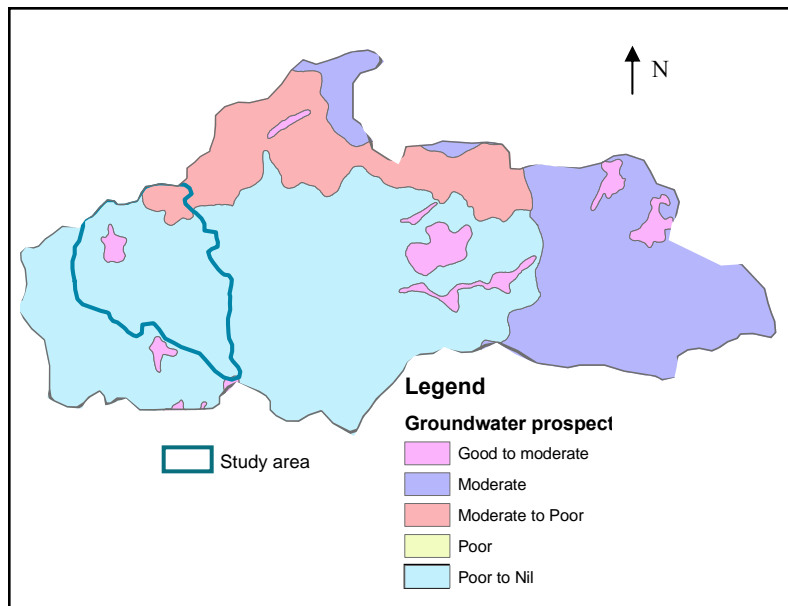 N
Legend
Groundwater prospect
Good to moderate
Moderate
Moderate to Poor
Poor
Poor to Nil
Study area